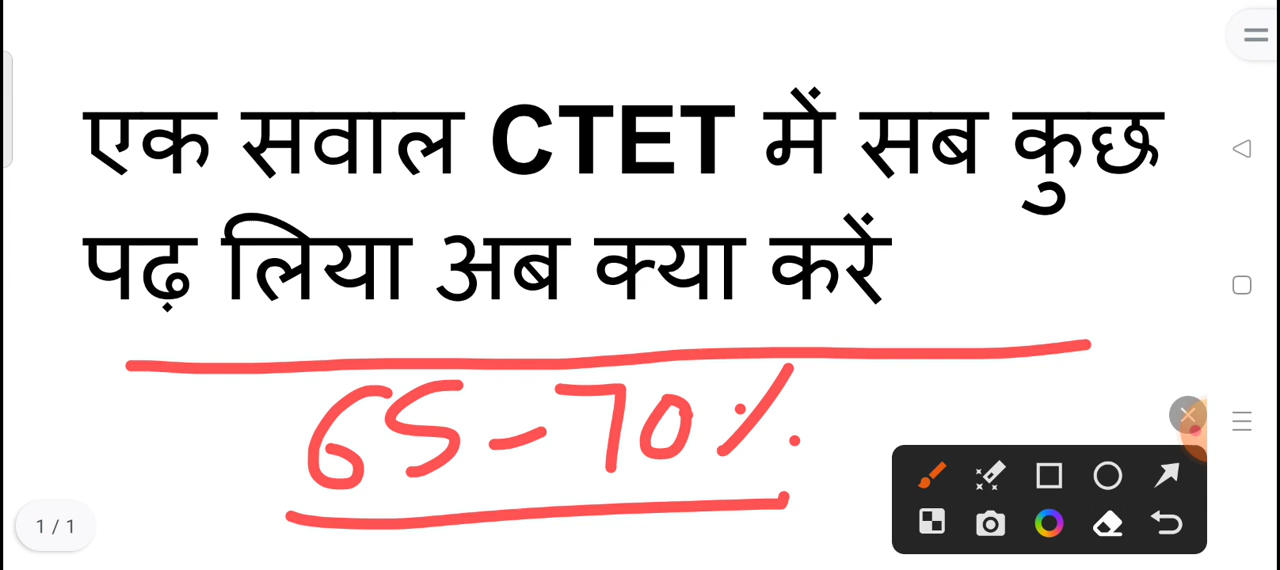 एक सवाल CTET में सब कुछ
पढ़ लिया अब क्या करें
65-70%
1 / 1